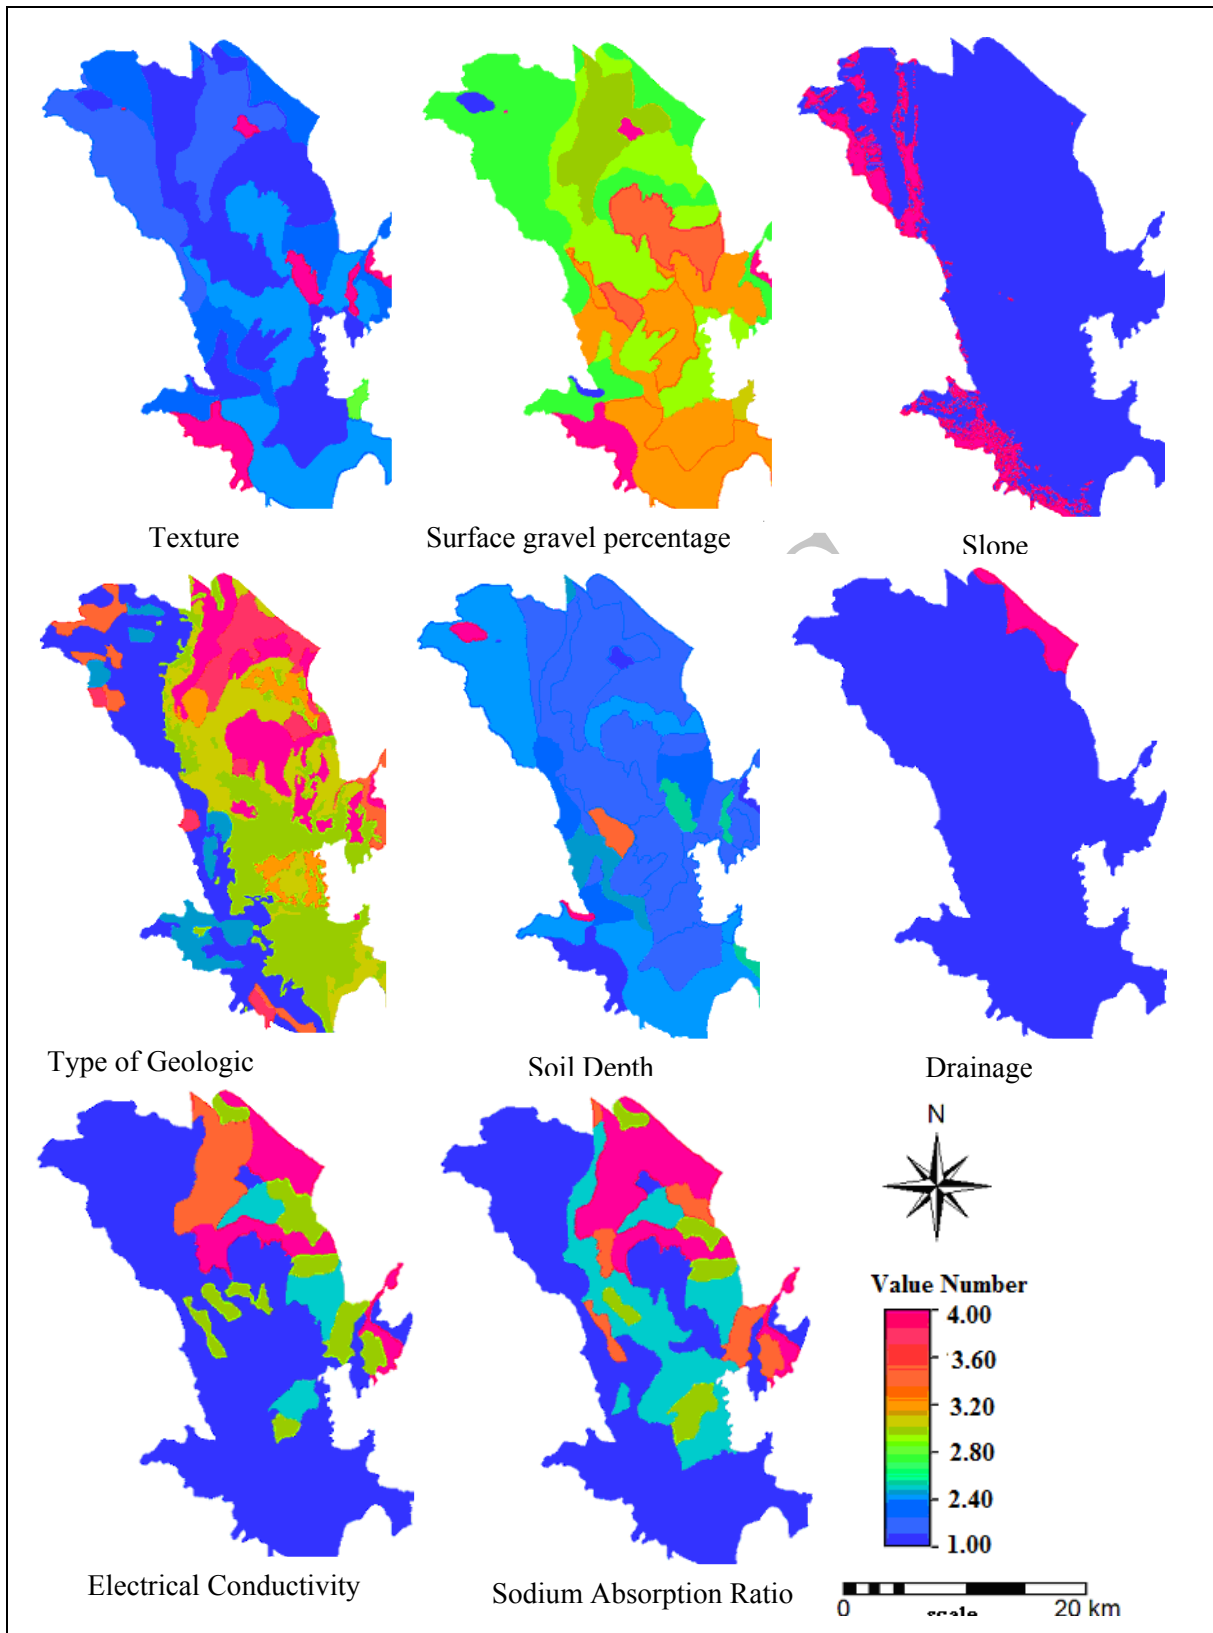 Texture
Surface gravel percentage
Slope
Type of Geologic
Soil Depth
Drainage
N
Value Number
4.00
3.60
3.20
2.80
2.40
1.00
Electrical Conductivity
Sodium Absorption Ratio
0
scale
20 km